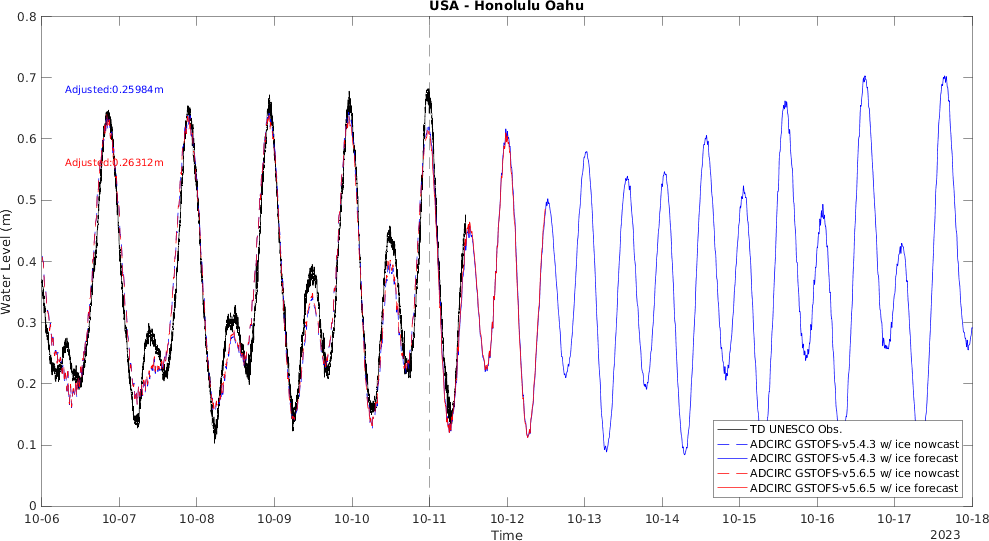 USA - Honolulu Oahu
0.8
0.7
0.6
0.5
0.4
0.3
0.2
0.1
0
Water Level (m)
Adjusted:0.25984m
Adjusted:0.26312m
TD UNESCO Obs.
ADCIRC GSTOFS-v5.4.3 w/ ice nowcast
ADCIRC GSTOFS-v5.4.3 w/ ice forecast
ADCIRC GSTOFS-v5.6.5 w/ ice nowcast
ADCIRC GSTOFS-v5.6.5 w/ ice forecast
10-06 10-07 10-08 10-09 10-10 10-11 10-12 10-13 10-14 10-15 10-16 10-17 10-18
Time
2023